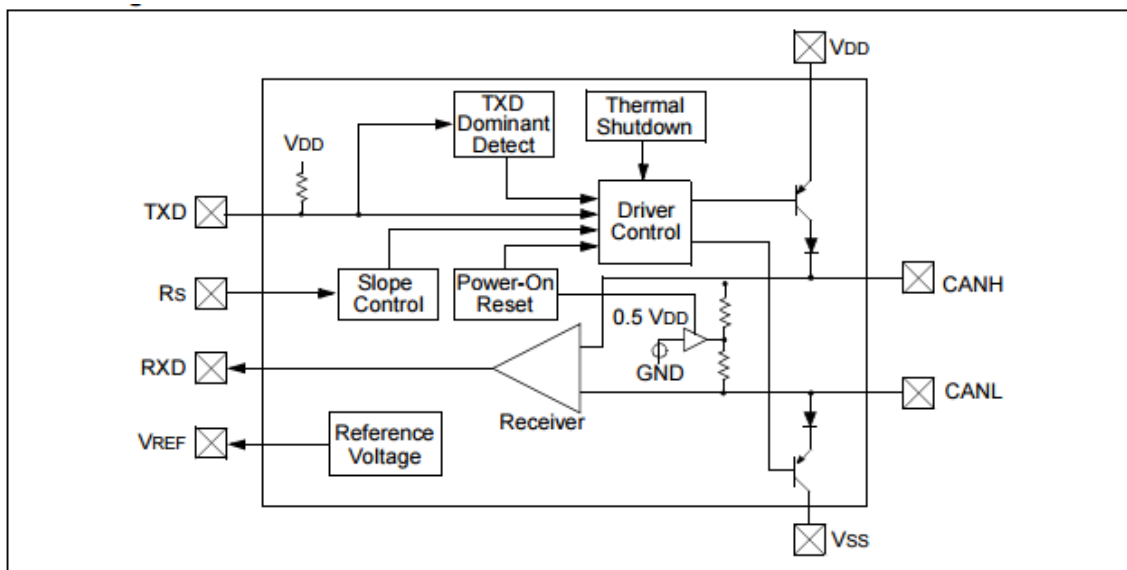 VDD
TXD
Dominant
Detect
Thermal
Shutdown
VDD
TXD
Driver
Control
RS
Slope
Control
Power-On
Reset
CANH
0.5 VDD
GND
RXD
CANL
Receiver
VREF
Reference
Voltage
VSS